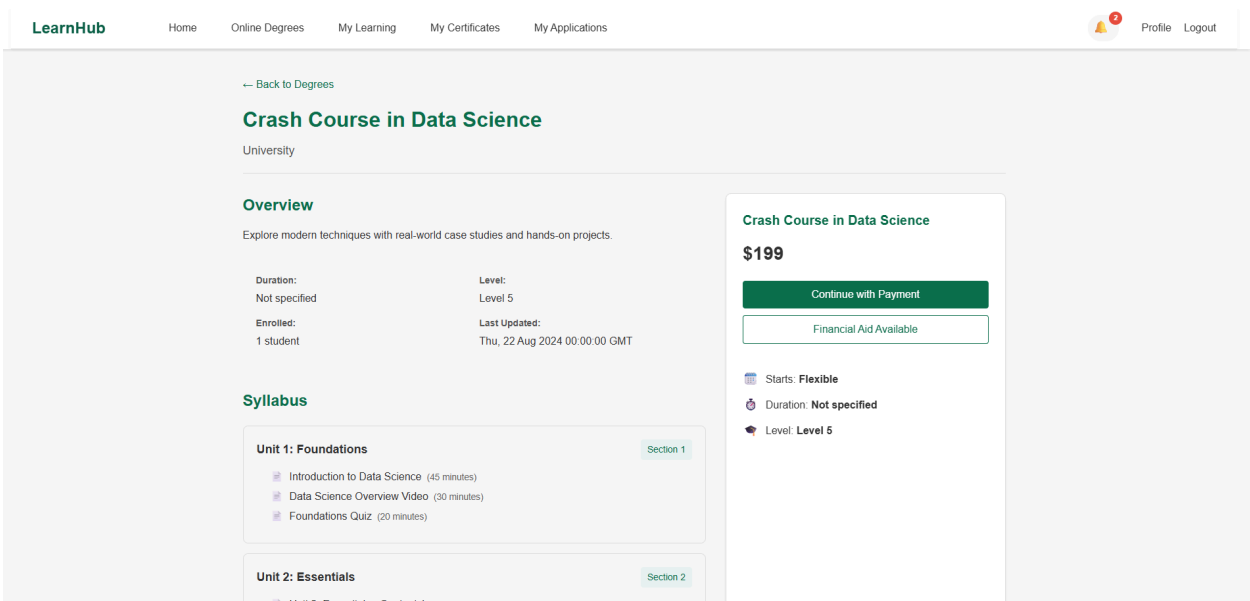 LearnHub
Home
Online Degrees
My Learning
My Certificates
My Applications
2
Profile
Logout
← Back to Degrees
Crash Course in Data Science
University
Overview
Explore modern techniques with real-world case studies and hands-on projects.
Duration:
Not specified
Level:
Level 5
Enrolled:
1 student
Last Updated:
Thu, 22 Aug 2024 00:00:00 GMT
Syllabus
Unit 1: Foundations
Section 1
Introduction to Data Science (45 minutes)
Data Science Overview Video (30 minutes)
Foundations Quiz (20 minutes)
Unit 2: Essentials
Section 2
Crash Course in Data Science
$199
Continue with Payment
Financial Aid Available
Starts: Flexible
Duration: Not specified
Level: Level 5